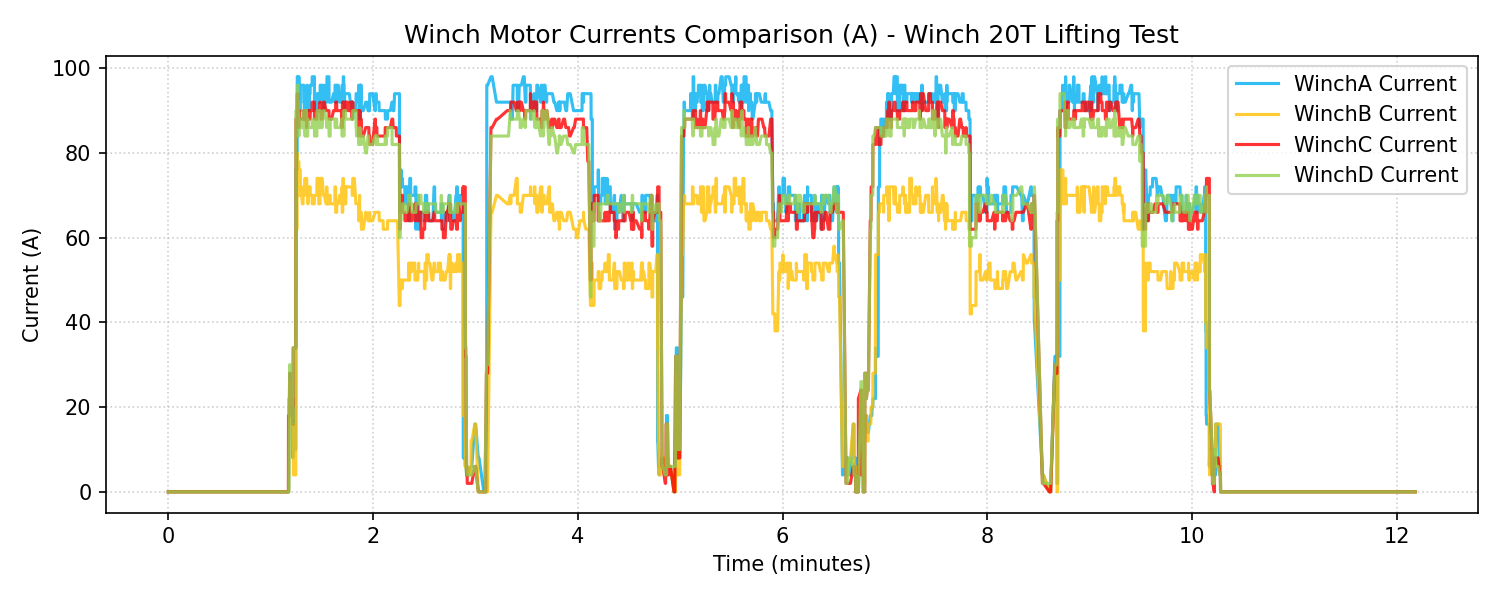 Winch Motor Currents Comparison (A) - Winch 20T Lifting Test
100
80
60
40
20
0
Current (A)
WinchA Current
WinchB Current
WinchC Current
WinchD Current
0 2 4 6 8 10 12
Time (minutes)